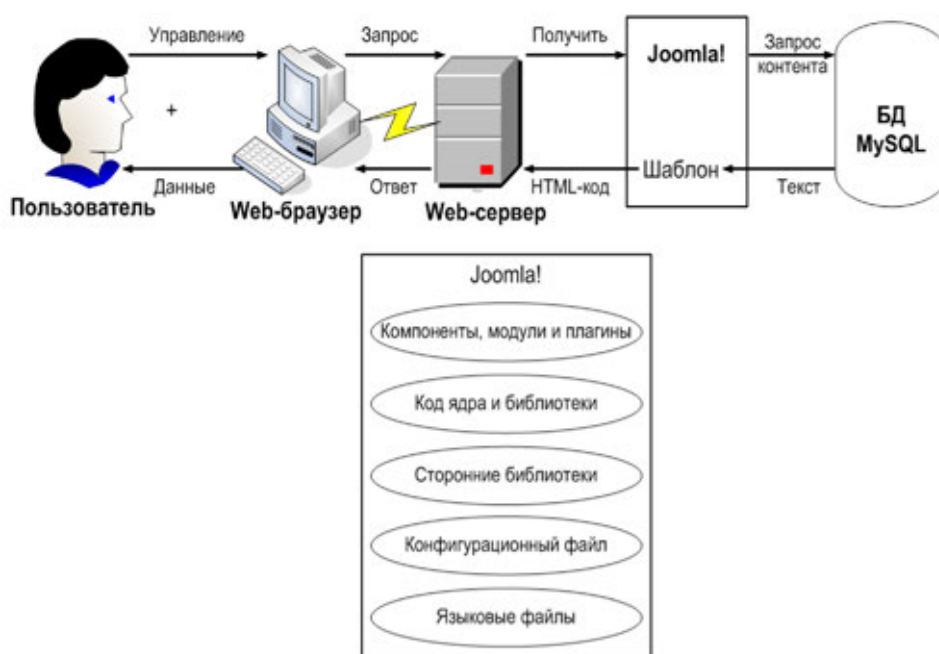 Управление
Запрос
Получить
Joomla!
Запрос
контента
+
БД
MySQL
Данные
Ответ
HTML-код
Шаблон
Текст
Пользователь
Web-браузер
Web-сервер
Joomla!
Компоненты, модули и плагины
Код ядра и библиотеки
Сторонние библиотеки
Конфигурационный файл
Языковые файлы